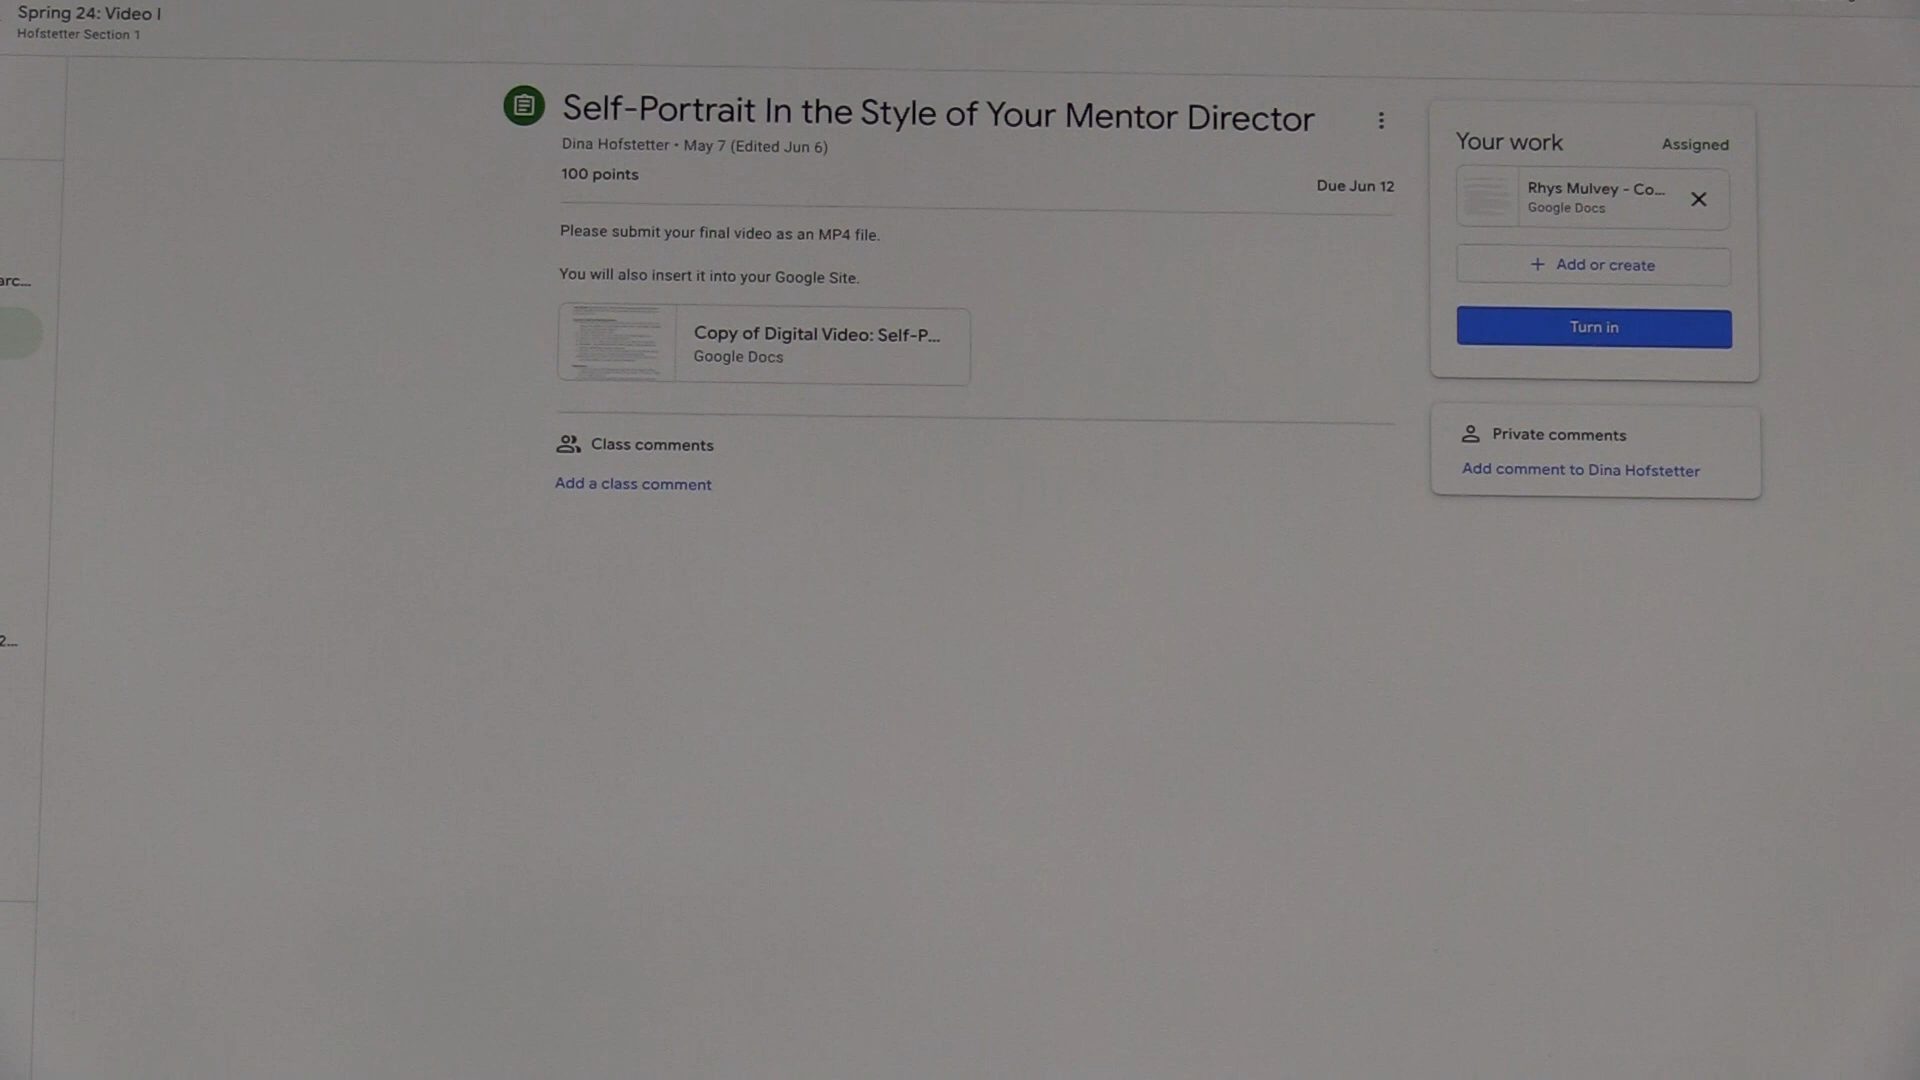 Spring 24: Video I
Hofstetter Section 1
Self-Portrait In the Style of Your Mentor Director
Dina Hofstetter • May 7 (Edited Jun 6)
100 points
Due Jun 12
Please submit your final video as an MP4 file.
You will also insert it into your Google Site.
Copy of Digital Video: Self-P...
Google Docs
Class comments
Add a class comment
Your work
Assigned
Rhys Mulvey - Co...
Google Docs
+ Add or create
Turn in
Private comments
Add comment to Dina Hofstetter
arc...
2...